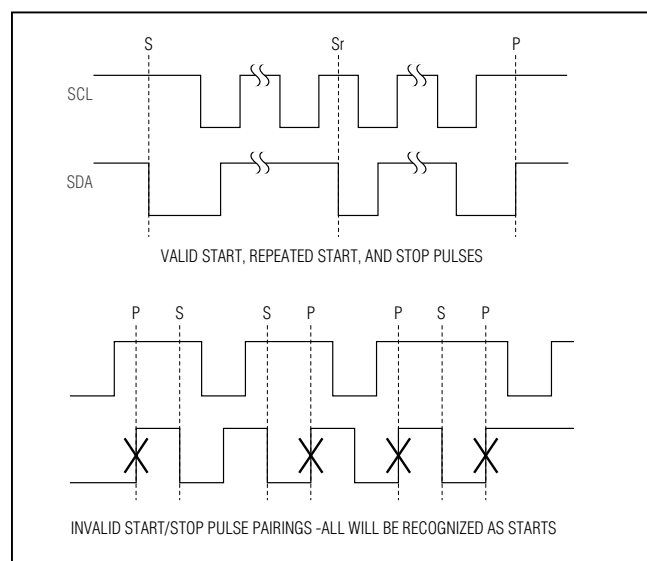 S Sr P
SCL
SDA
VALID START, REPEATED START, AND STOP PULSES
P S S P P S P
INVALID START/STOP PULSE PAIRINGS -ALL WILL BE RECOGNIZED AS STARTS